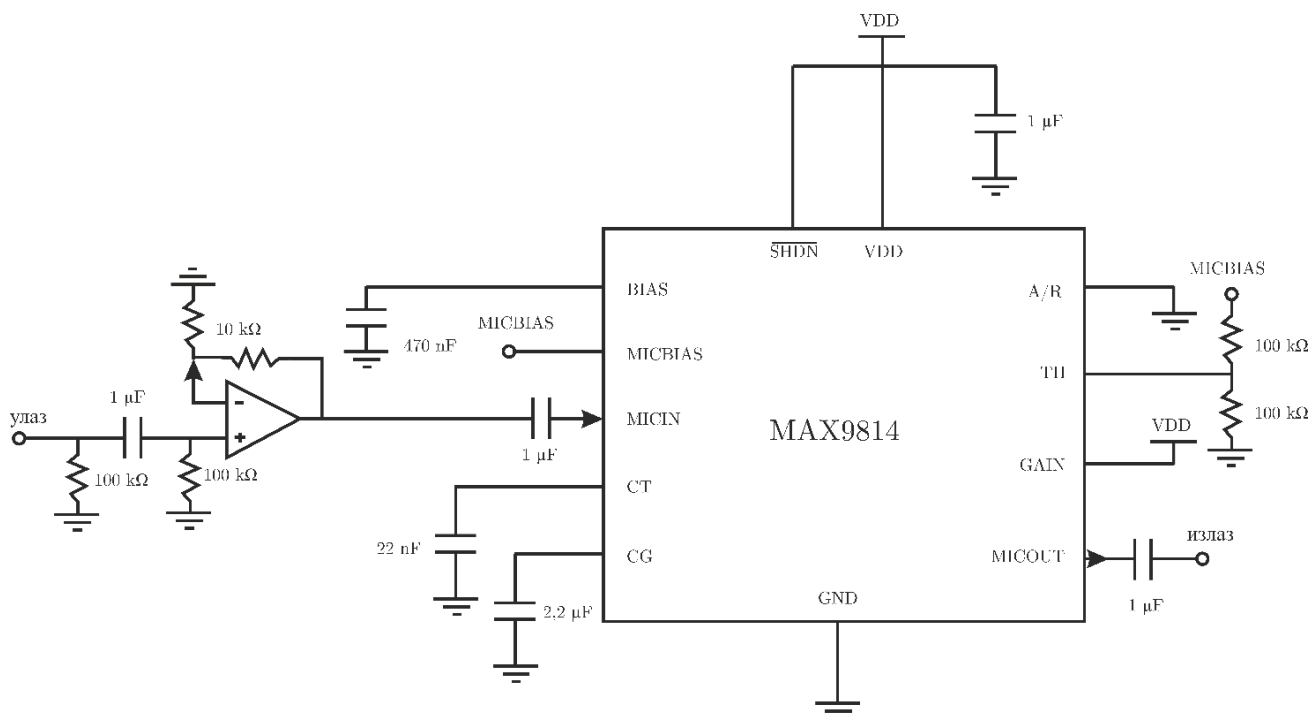 VDD
1 µF
SHDN
VDD
BIAS
470 nF
MICBIAS
MICBIAS
10 kΩ
1 µF
улаз
100 kΩ
100 kΩ
1 µF
MICIN
MAX9814
CT
22 nF
CG
2,2 µF
GND
A/R
MICBIAS
100 kΩ
TH
100 kΩ
VDD
GAIN
MICOUT
излаз
1 µF